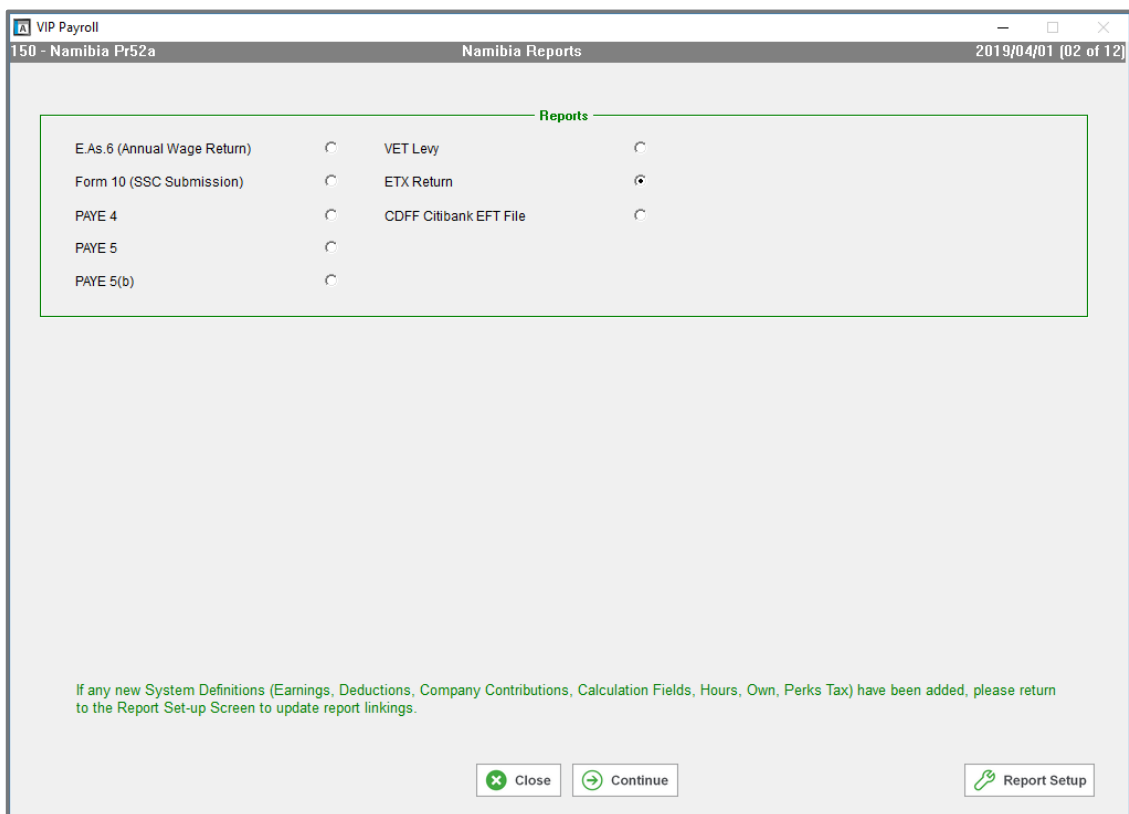 VIP Payroll
150 - Namibia Pr52a Namibia Reports 2019/04/01 (02 of 12)
Reports
E.As.6 (Annual Wage Return) VET Levy
Form 10 (SSC Submission) ETX Return
PAYE 4 CDFF Citibank EFT File
PAYE 5
PAYE 5(b)
If any new System Definitions (Earnings, Deductions, Company Contributions, Calculation Fields, Hours, Own, Perks Tax) have been added, please return
to the Report Set-up Screen to update report linkings.
Close Continue Report Setup